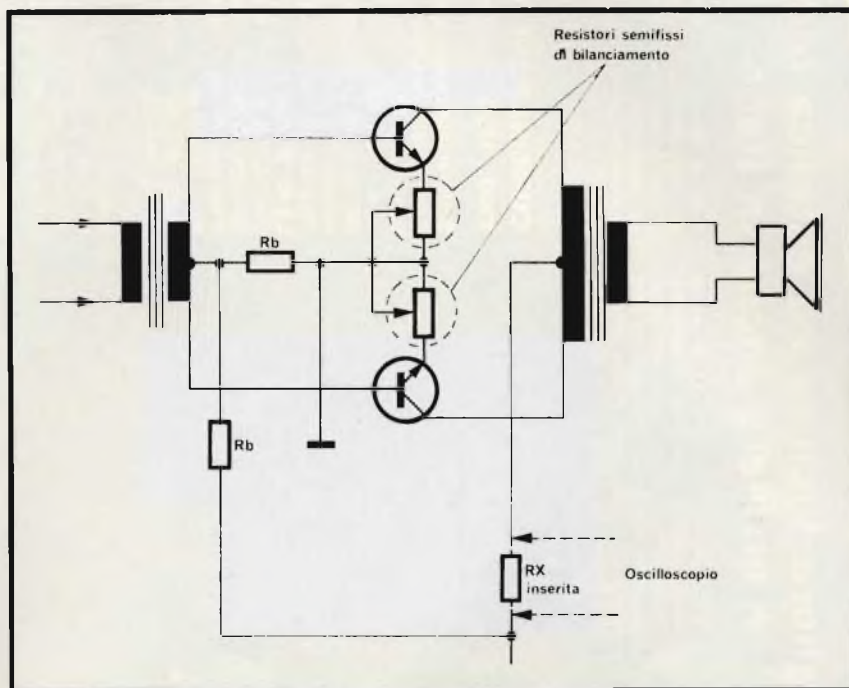 Resistori semifissi
di bilanciamento
Rb
Rb
RX
inserita
Oscilloscopio